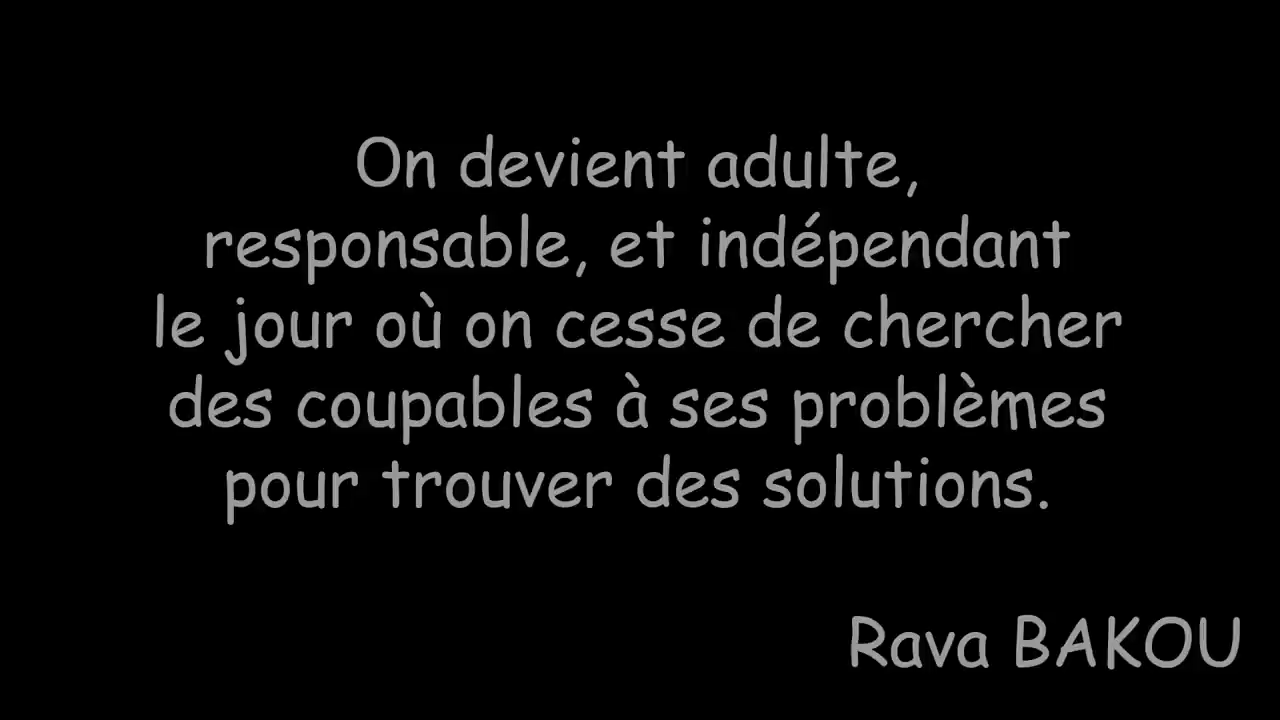 On devient adulte,
responsable, et indépendant
le jour où on cesse de chercher
des coupables à ses problèmes
pour trouver des solutions.
Rava BAKOU